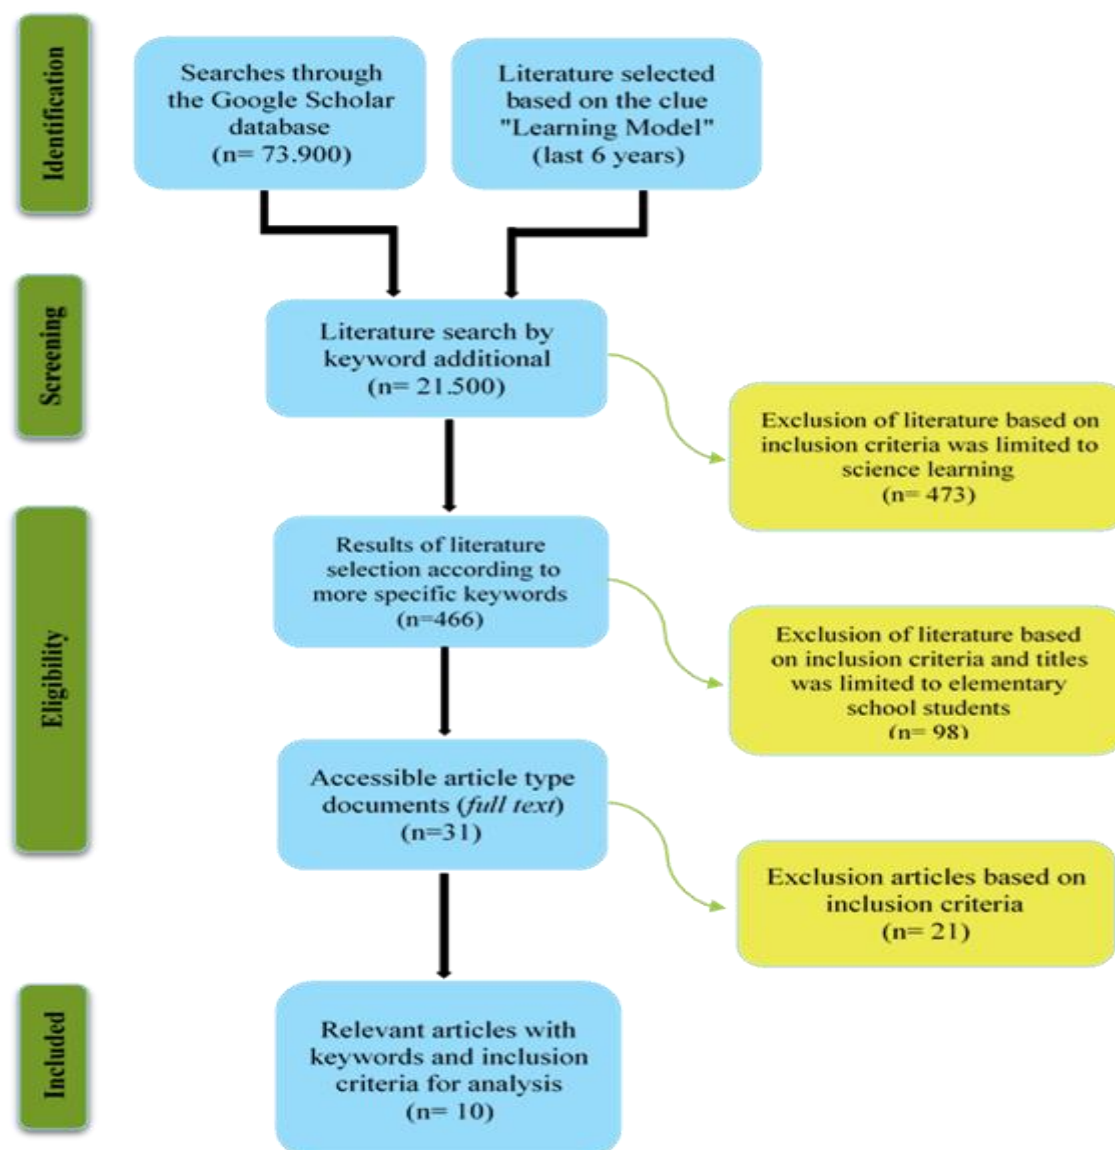 Identification
Searches through
the Google Scholar
database
(n= 73.900)
Literature selected
based on the clue
"Learning Model"
(last 6 years)
Screening
Literature search by
keyword additional
(n= 21.500)
Exclusion of literature based on
inclusion criteria was limited to
science learning
(n= 473)
Eligibility
Results of literature
selection according to
more specific keywords
(n=466)
Exclusion of literature based
on inclusion criteria and titles
was limited to elementary
school students
(n= 98)
Accessible article type
documents (full text)
(n=31)
Exclusion articles based on
inclusion criteria
(n= 21)
Included
Relevant articles with
keywords and inclusion
criteria for analysis
(n= 10)